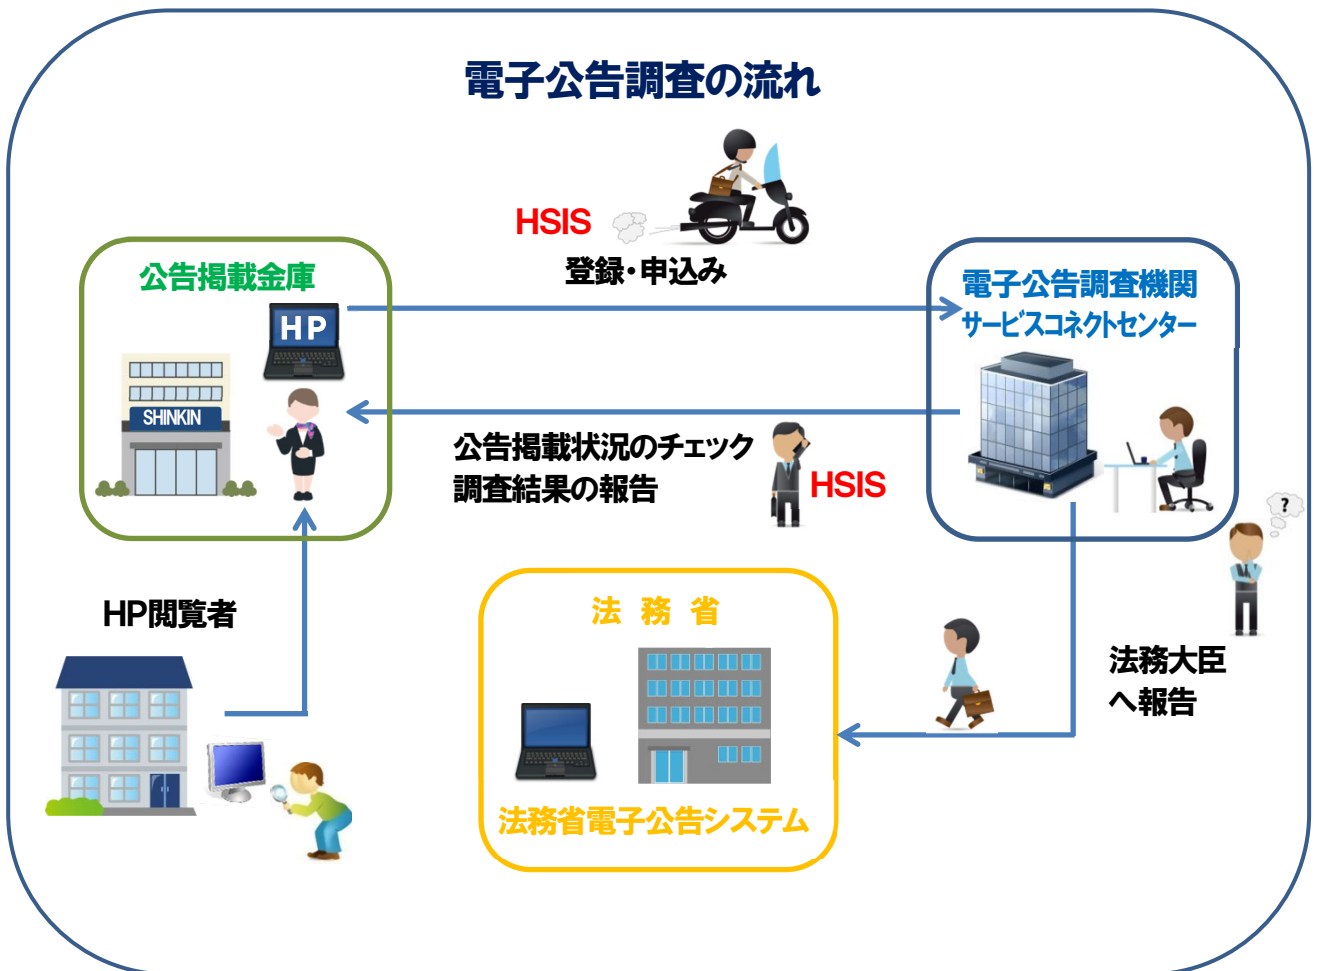 電子公告調査の流れ
HSIS
登録・申込み
公告掲載金庫
HP
SHINKIN
電子公告調査機関
サービスコネクトセンター
公告掲載状況のチェック
調査結果の報告
HSIS
?
HP閲覧者
法務省
法務大臣
へ報告
法務省電子公告システム